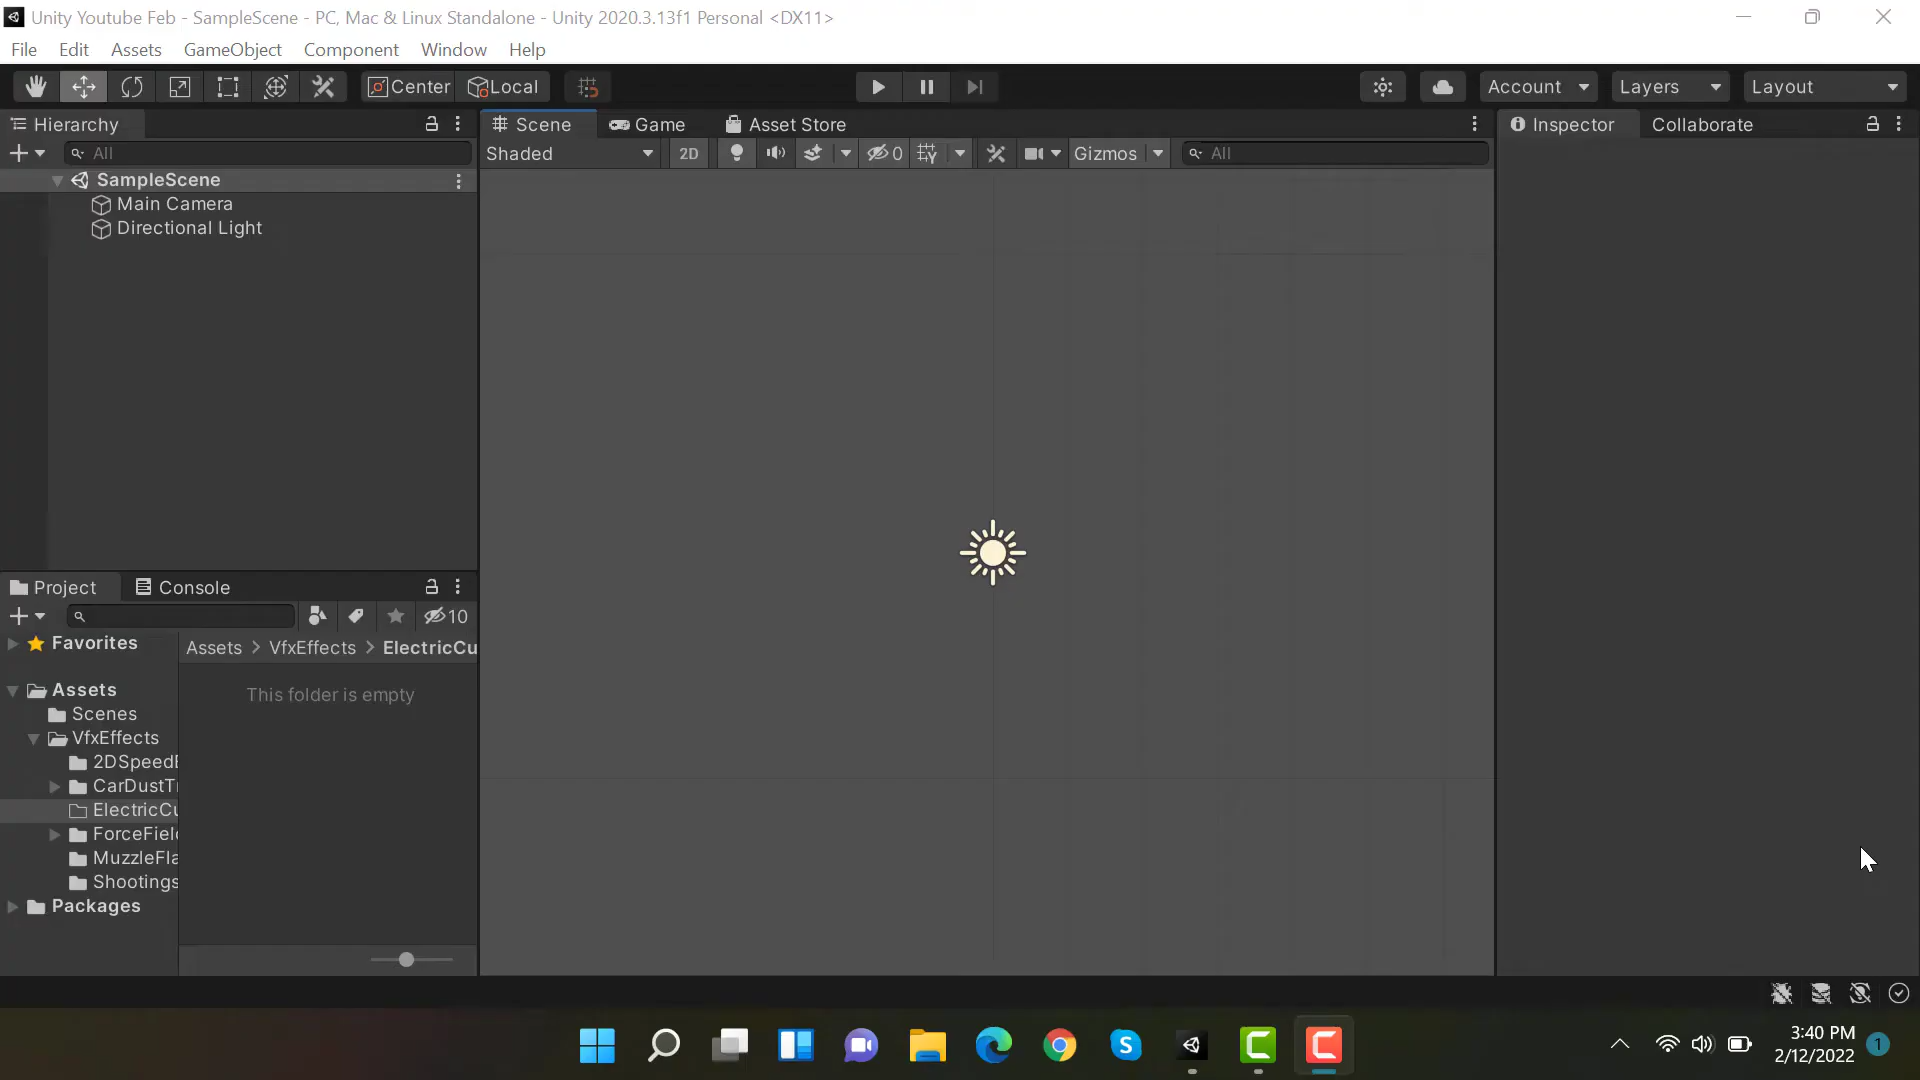 Unity Youtube Feb - SampleScene - PC, Mac & Linux Standalone - Unity 2020.3.13f1 Personal <DX11>
File Edit Assets GameObject Component Window Help
Center Local Account Layers Layout
Hierarchy
All
SampleScene
Main Camera
Directional Light
Scene Game Asset Store
Shaded 2D 0 Gizmos All
Inspector Collaborate
Project Console
10
Favorites
Assets
Scenes
VfxEffects
2DSpeedE
CarDustT
ElectricCu
ForceField
MuzzleFla
Shootings
Packages
Assets > VfxEffects > ElectricCu
This folder is empty
3:40 PM
2/12/2022
1